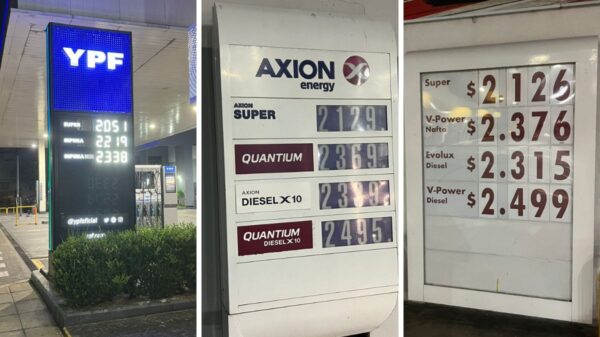 YPF
SUPER 2051
INFINIA 2219
INFINIA 2338
@ypfoficial
AXION
energy
AXION
SUPER 2129
QUANTIUM 2369
AXION
DIESEL X10
QUANTIUM 2495
DIESEL X10
Super $2.126
V-Power $2.376
Nafta
Evolux $2.315
Diesel
V-Power $2.499
Diesel